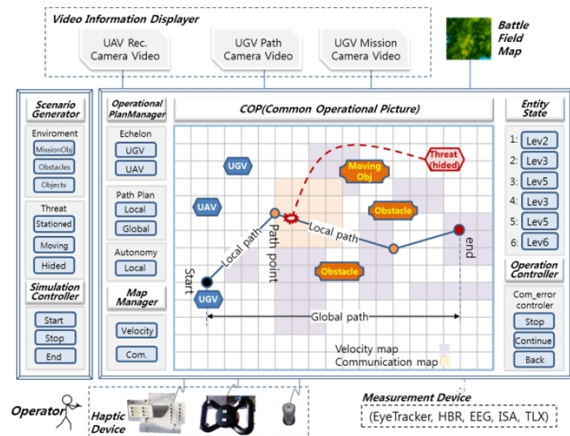 Video Information Displayer
UAV Rec.
Camera Video
UGV Path
Camera Video
UGV Mission
Camera Video
Battle
Field
Map
Scenario
Generator
Enviroment
MissionObj
Obstacles
Objects
Threat
Stationed
Moving
Hided
Simulation
Controller
Start
Stop
End
Operational
PlanManager
Echelon
UGV
UAV
Path Plan
Local
Global
Autonomy
Local
Map
Manager
Velocity
Com.
COP(Common Operational Picture)
UGV
UAV
UGV
Moving
Obj
Threat
(hided)
Obstacle
Obstacle
Local path
Local path
Path point
Start
end
Global path
Velocity map
Communication map
Entity
State
1: Lev2
2: Lev3
3: Lev5
4: Lev3
5: Lev5
6: Lev6
Operation
Controller
Com_error
controler
Stop
Continue
Back
Operator
Haptic
Device
Measurement Device
(EyeTracker, HBR, EEG, ISA, TLX)